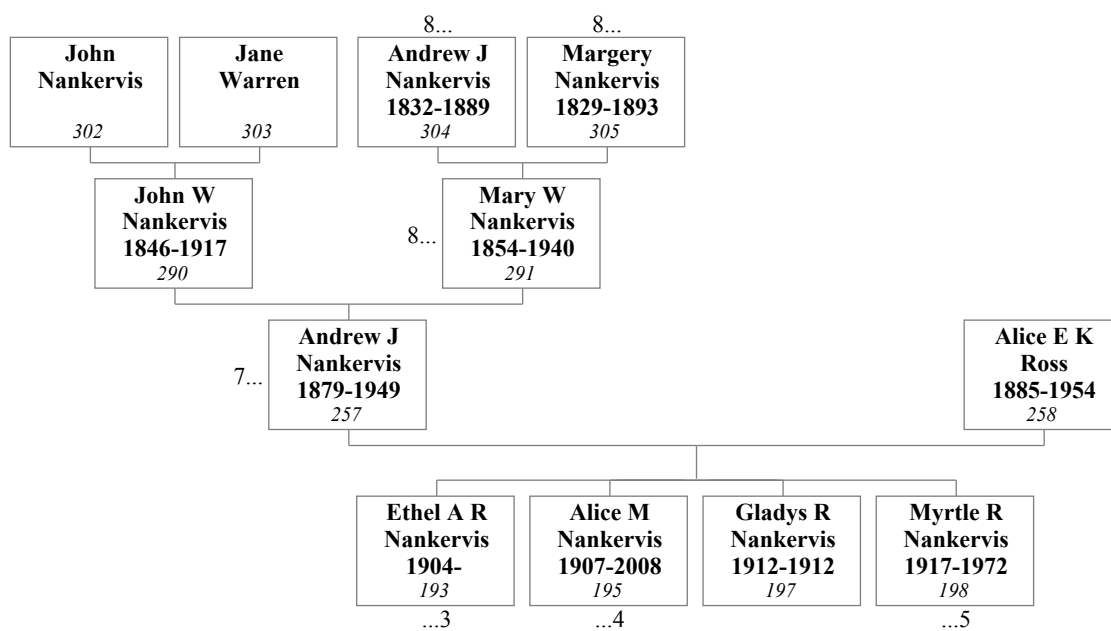 8...
8...
John
Nankervis
302
Jane
Warren
303
Andrew J
Nankervis
1832-1889
304
Margery
Nankervis
1829-1893
305
John W
Nankervis
1846-1917
290
8...
Mary W
Nankervis
1854-1940
291
7...
Andrew J
Nankervis
1879-1949
257
Alice E K
Ross
1885-1954
258
Ethel A R
Nankervis
1904-
193
...3
Alice M
Nankervis
1907-2008
195
...4
Gladys R
Nankervis
1912-1912
197
Myrtle R
Nankervis
1917-1972
198
...5